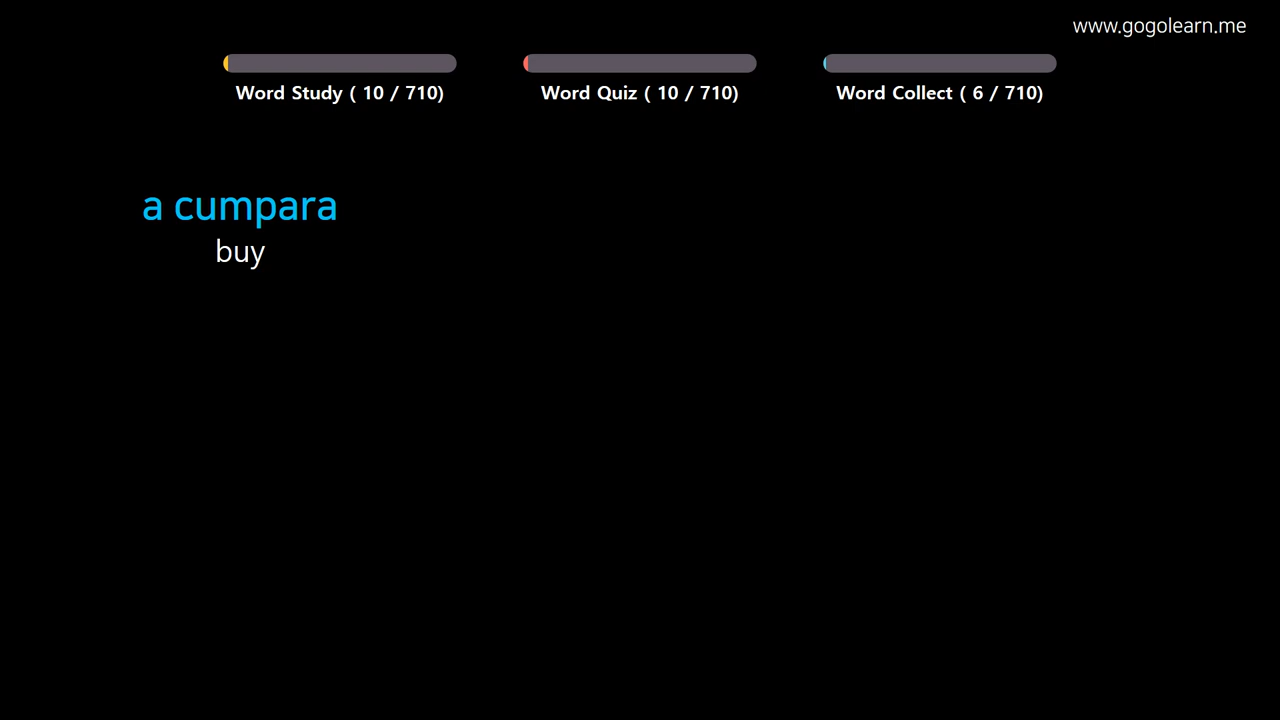 www.gogolearn.me
Word Study ( 10 / 710)
Word Quiz ( 10 / 710)
Word Collect ( 6 / 710)
a cumpara
buy